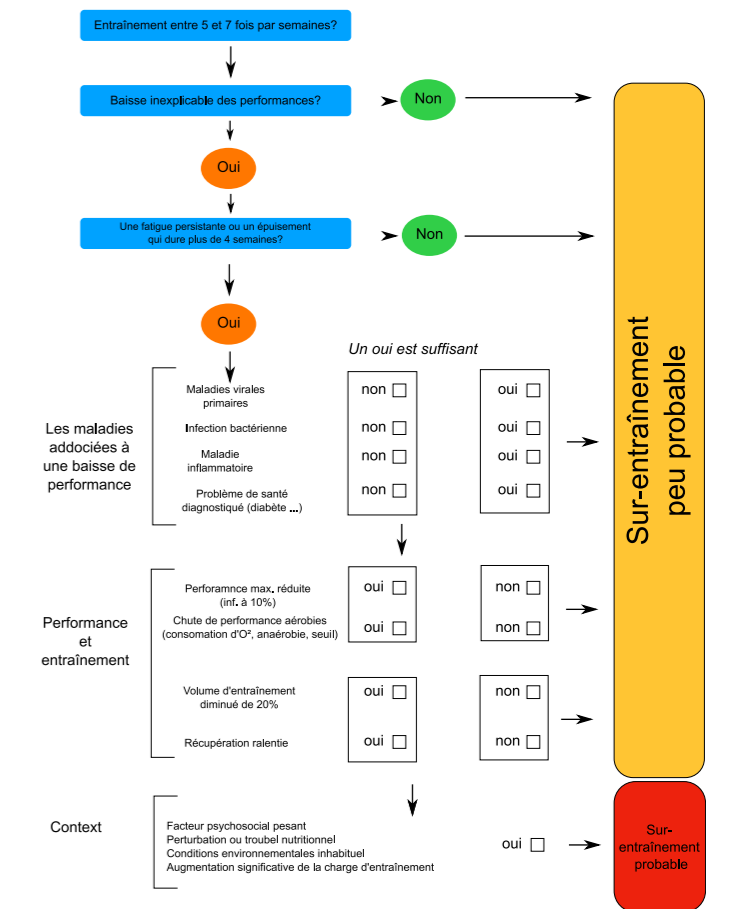 Entraînement entre 5 et 7 fois par semaines?
Baisse inexplicable des performances?
Non
Oui
Une fatigue persistante ou un épuisement
qui dure plus de 4 semaines?
Non
Oui
Un oui est suffisant
Les maladies
addociées à
une baisse de
performance
Maladies virales
primaires
non
oui
Infection bactérienne
non
oui
Maladie
inflammatoire
non
oui
Problème de santé
diagnostiqué (diabète ...)
non
oui
Performance
et
entraînement
Perforamnce max. réduite
(inf. à 10%)
oui
non
Chute de performance aérobies
(consomation d'O², anaérobie, seuil)
oui
non
Volume d'entraînement
diminué de 20%
oui
non
Récupération ralentie
oui
non
Sur-entraînement
peu probable
Context
Facteur psychosocial pesant
Perturbation ou troubel nutritionnel
Conditions environnementales inhabituel
Augmentation significative de la charge d'entraînement
oui
Sur-
entraînement
probable